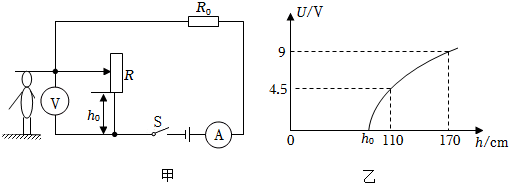 R₀
R
V
h₀
S
A
甲
U/V
9
4.5
0
h₀
110
170
h/cm
乙